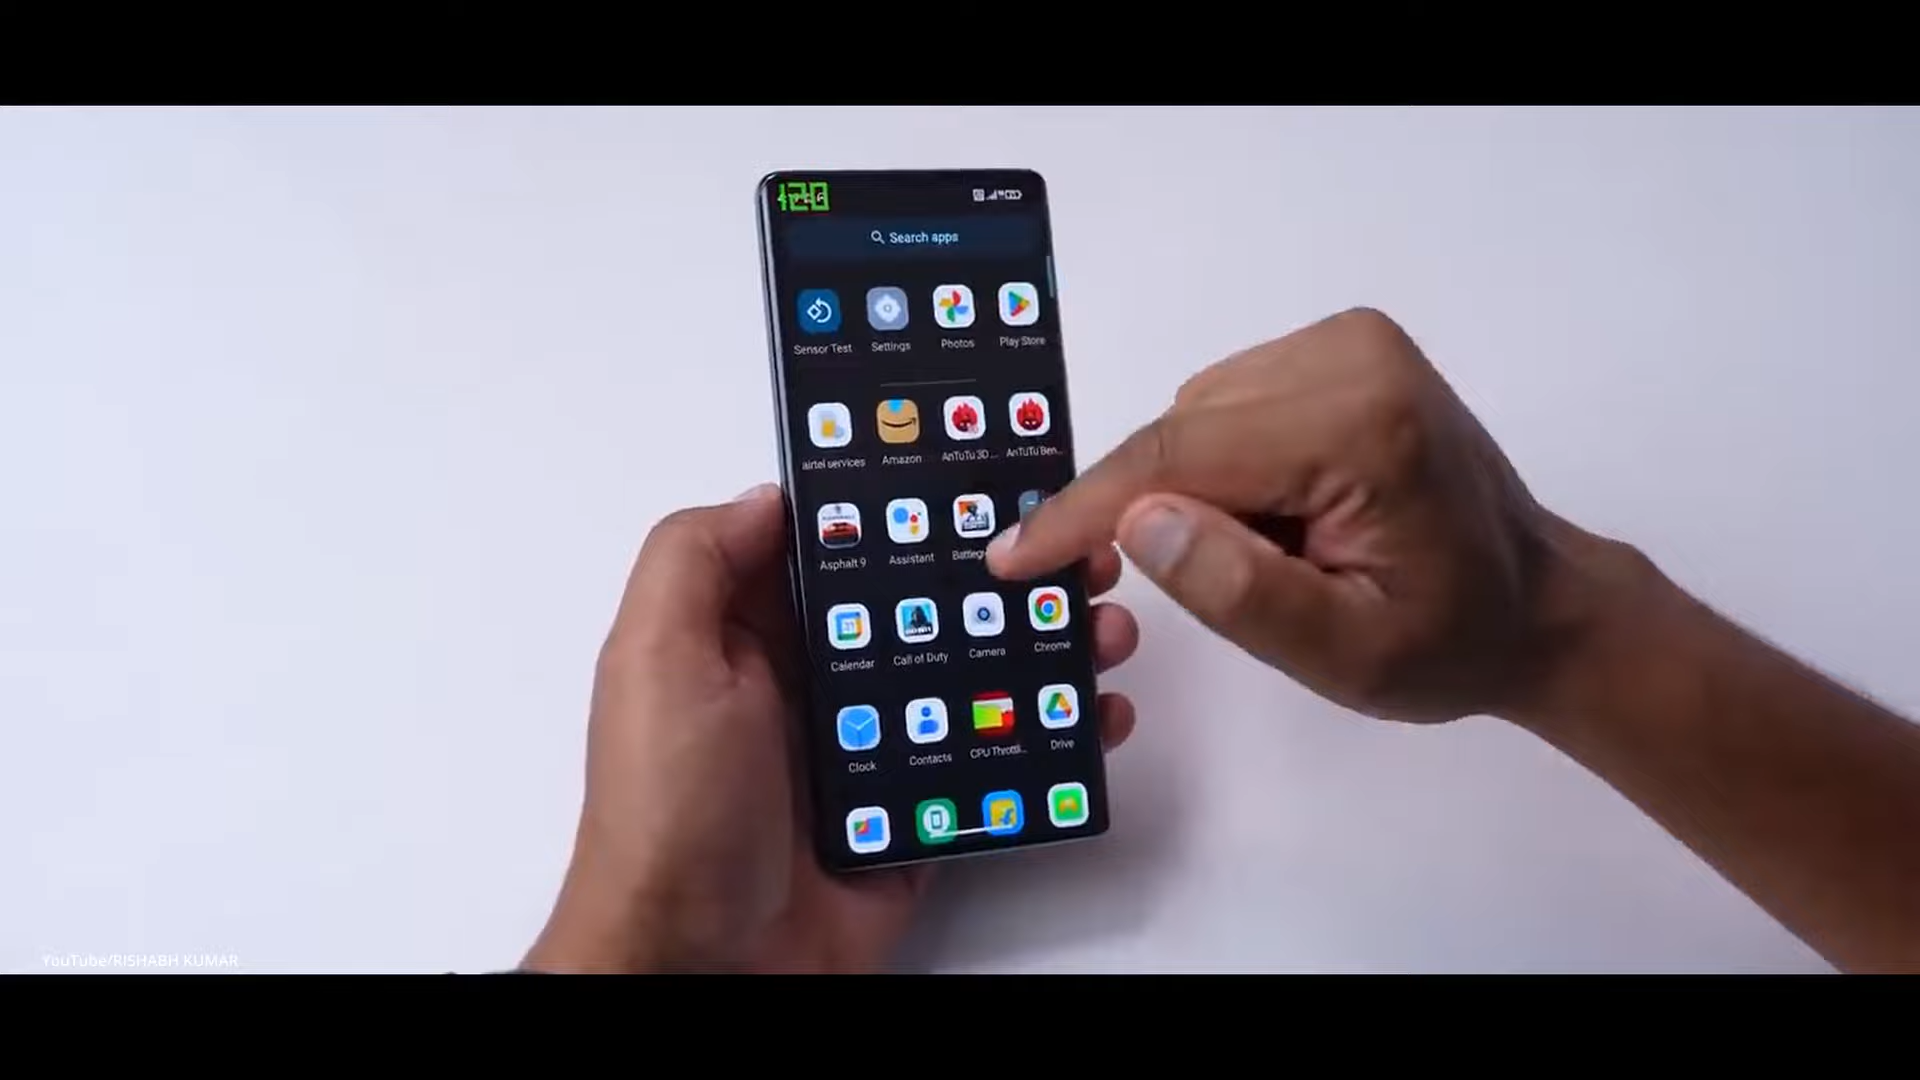 120
Search apps
Sensor Test
Settings
Photos
Play Store
airtel services
Amazon
AnTuTu 3D...
AnTuTu Ben...
Asphalt 9
Assistant
Calendar
Call of Duty
Camera
Chrome
Clock
Contacts
CPU Throttli...
Drive
YouTube/RISHABH KUMAR